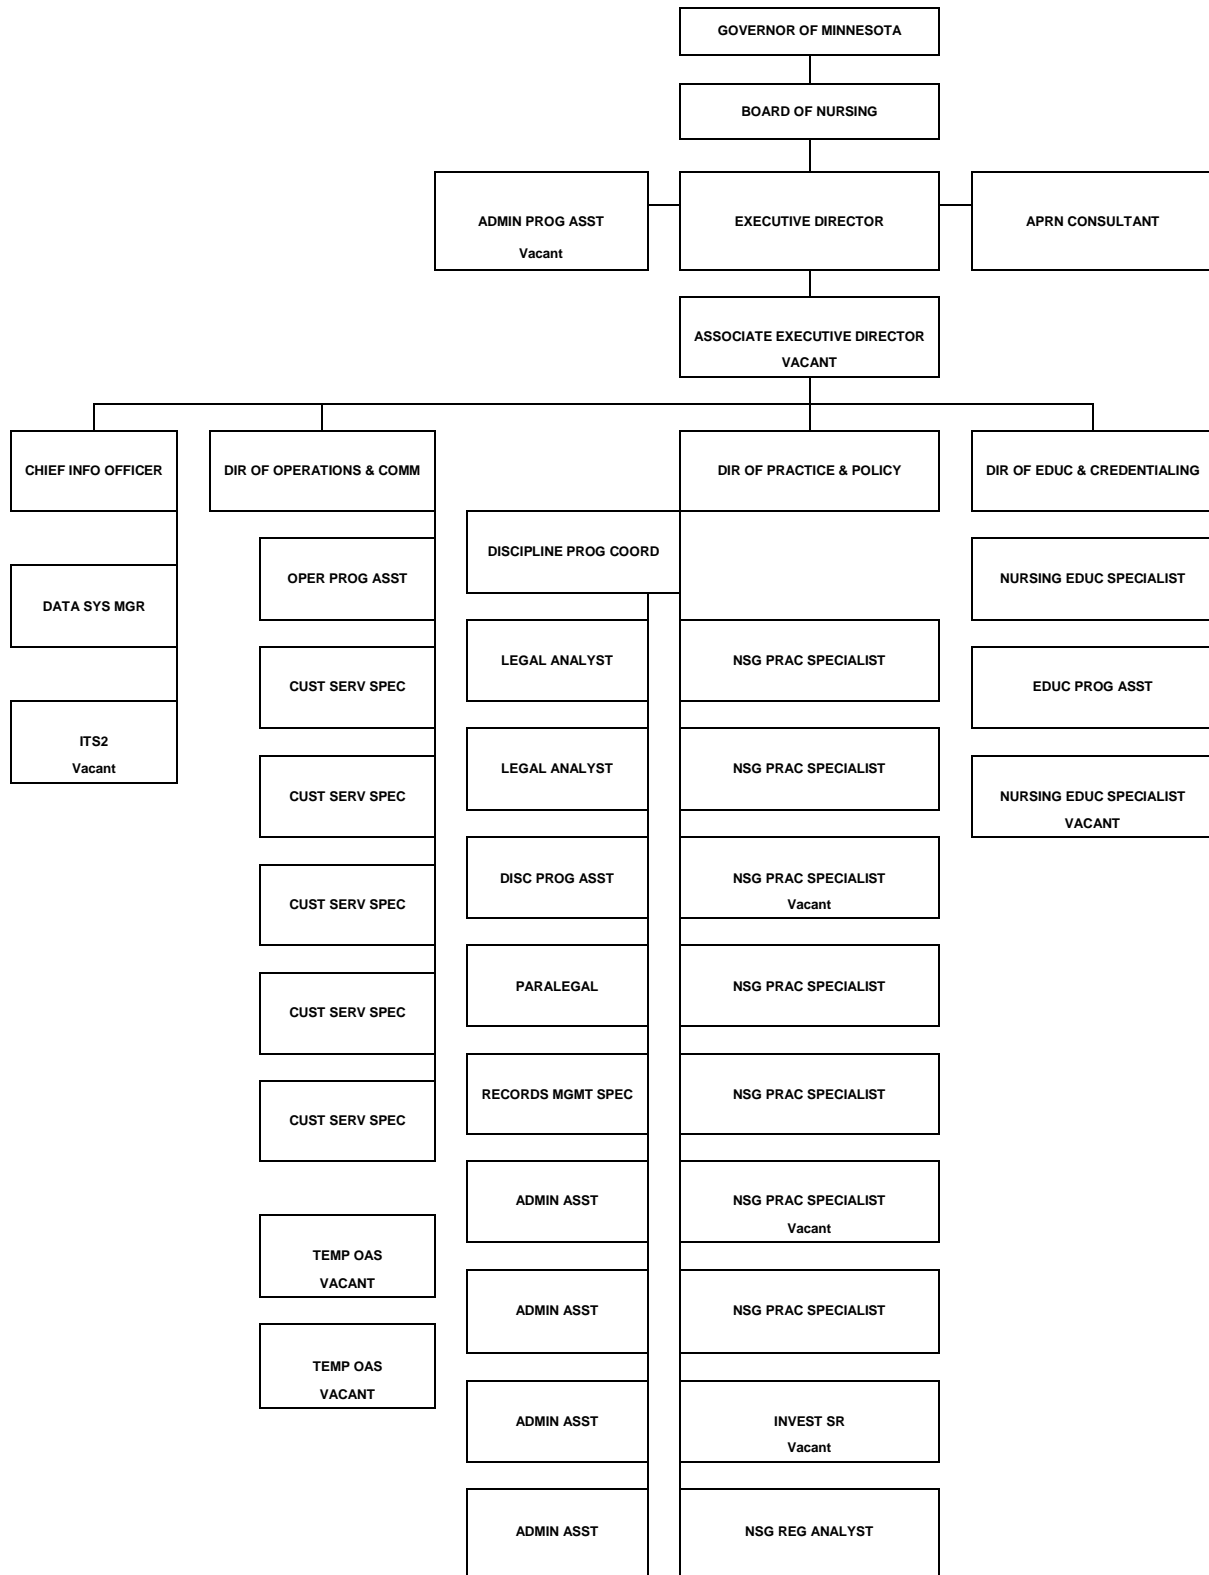 GOVERNOR OF MINNESOTA
BOARD OF NURSING
ADMIN PROG ASST
Vacant
EXECUTIVE DIRECTOR
APRN CONSULTANT
ASSOCIATE EXECUTIVE DIRECTOR
VACANT
CHIEF INFO OFFICER
DIR OF OPERATIONS & COMM
DIR OF PRACTICE & POLICY
DIR OF EDUC & CREDENTIALING
DATA SYS MGR
ITS2
Vacant
OPER PROG ASST
CUST SERV SPEC
CUST SERV SPEC
CUST SERV SPEC
CUST SERV SPEC
CUST SERV SPEC
TEMP OAS
VACANT
TEMP OAS
VACANT
DISCIPLINE PROG COORD
LEGAL ANALYST
LEGAL ANALYST
DISC PROG ASST
PARALEGAL
RECORDS MGMT SPEC
ADMIN ASST
ADMIN ASST
ADMIN ASST
ADMIN ASST
NSG PRAC SPECIALIST
NSG PRAC SPECIALIST
NSG PRAC SPECIALIST
Vacant
NSG PRAC SPECIALIST
NSG PRAC SPECIALIST
NSG PRAC SPECIALIST
Vacant
NSG PRAC SPECIALIST
INVEST SR
Vacant
NSG REG ANALYST
NURSING EDUC SPECIALIST
EDUC PROG ASST
NURSING EDUC SPECIALIST
VACANT